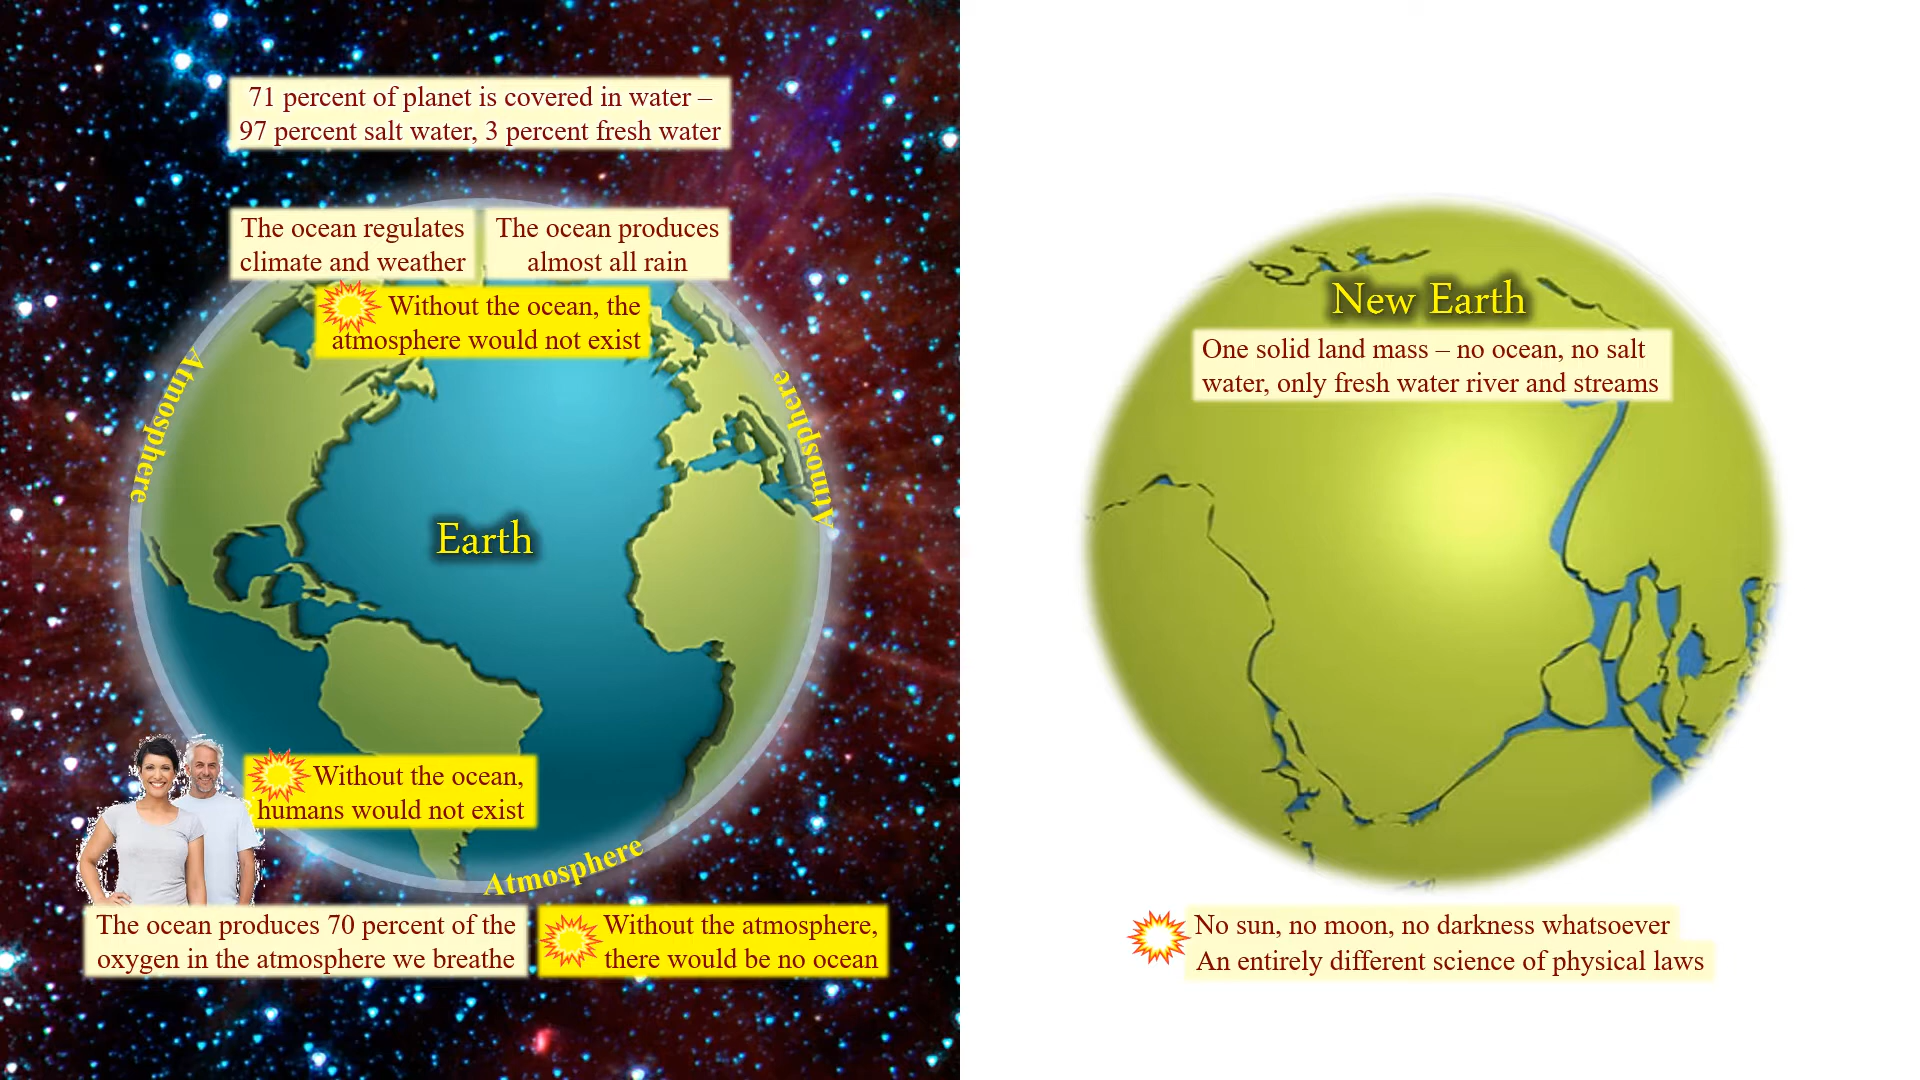 71 percent of planet is covered in water –
97 percent salt water, 3 percent fresh water
The ocean regulates
climate and weather
The ocean produces
almost all rain
Without the ocean, the
atmosphere would not exist
Atmosphere
Atmosphere
Earth
Without the ocean,
humans would not exist
Atmosphere
The ocean produces 70 percent of the
oxygen in the atmosphere we breathe
Without the atmosphere,
there would be no ocean
New Earth
One solid land mass – no ocean, no salt
water, only fresh water river and streams
No sun, no moon, no darkness whatsoever
An entirely different science of physical laws